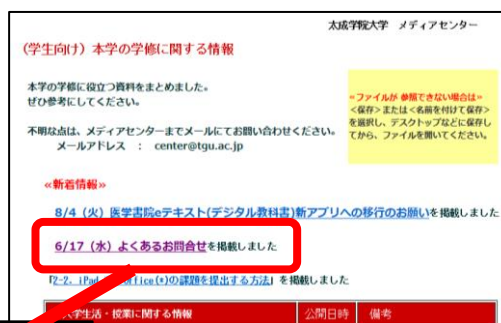 太成学院大学 メディアセンター
(学生向け) 本学の学修に関する情報
本学の学修に役立つ資料をまとめました。
ぜひ参考にしてください。
不明な点は、メディアセンターまでメールにてお問い合わせください。
メールアドレス : center@tgu.ac.jp
=ファイルが 参照できない場合は=
<保存> または <名前を付けて保存>
を選択し、デスクトップなどに保存し
てから、ファイルを開いてください。
≪新着情報≫
8/4 (火) 医学書院eテキスト(デジタル教科書)新アプリへの移行のお願いを掲載しました
6/17 (水) よくあるお問合せを掲載しました
「2-2. iPad ffice(*)の課題を提出する方法」を掲載しました
学生生活・授業に関する情報 公開日時 備考